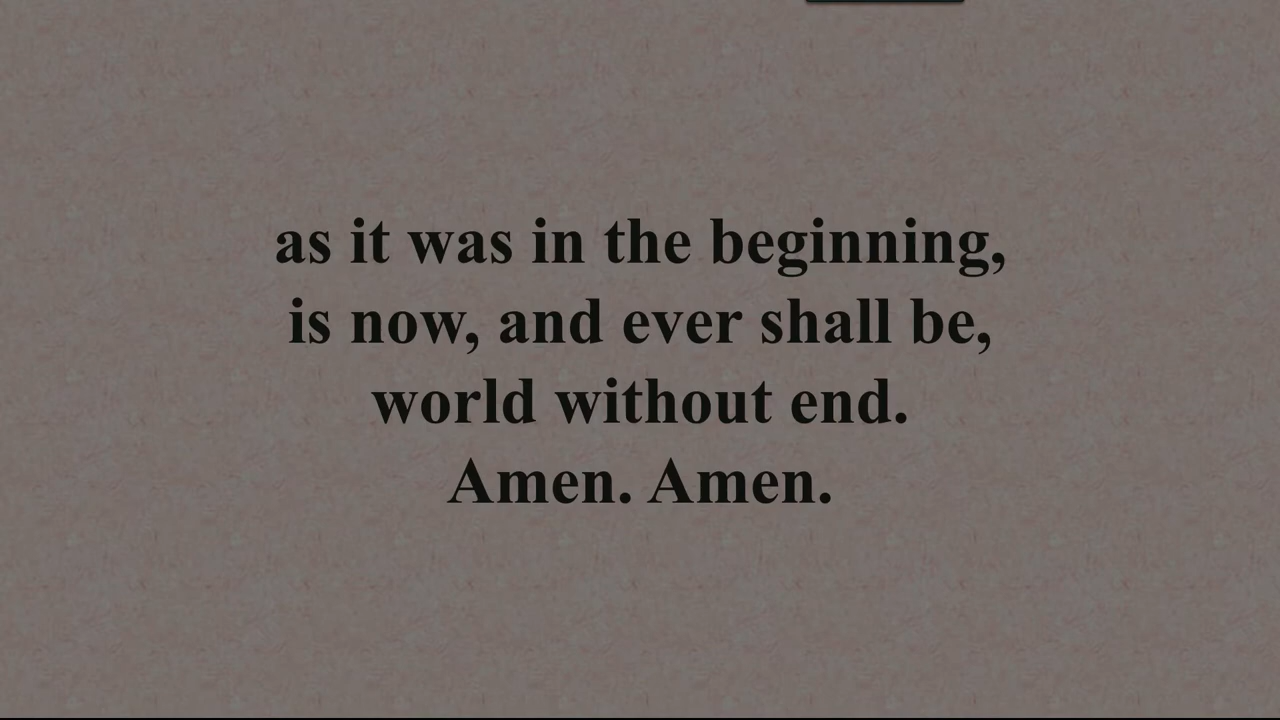 as it was in the beginning,
is now, and ever shall be,
world without end.
Amen. Amen.